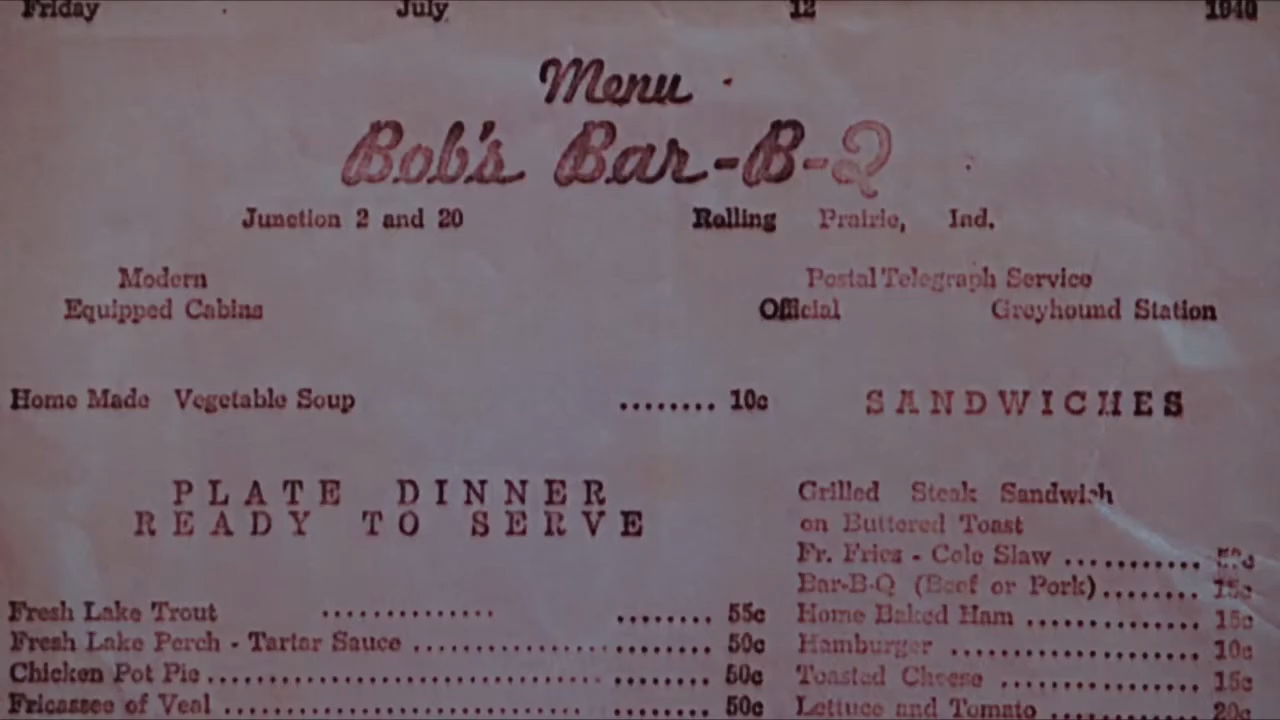 Friday July 12 1940
Menu
Bob's Bar-B-Q
Junction 2 and 20 Rolling Prairie, Ind.
Modern
Equipped Cabins
Postal Telegraph Service
Official Greyhound Station
Home Made Vegetable Soup ........ 10c
PLATE DINNER
READY TO SERVE
Fresh Lake Trout ................ ........ 55c
Fresh Lake Perch - Tartar Sauce ........................... 50c
Chicken Pot Pie ........................................... 50c
Fricassee of Veal ......................................... 50c
SANDWICHES
Grilled Steak Sandwich
on Buttered Toast
Fr. Fries - Cole Slaw ............
Bar-B-Q (Beef or Pork) ........ 15c
Home Baked Ham ............... 15c
Hamburger ...................... 10c
Toasted Cheese ................. 15c
Lettuce and Tomato ............. 20c